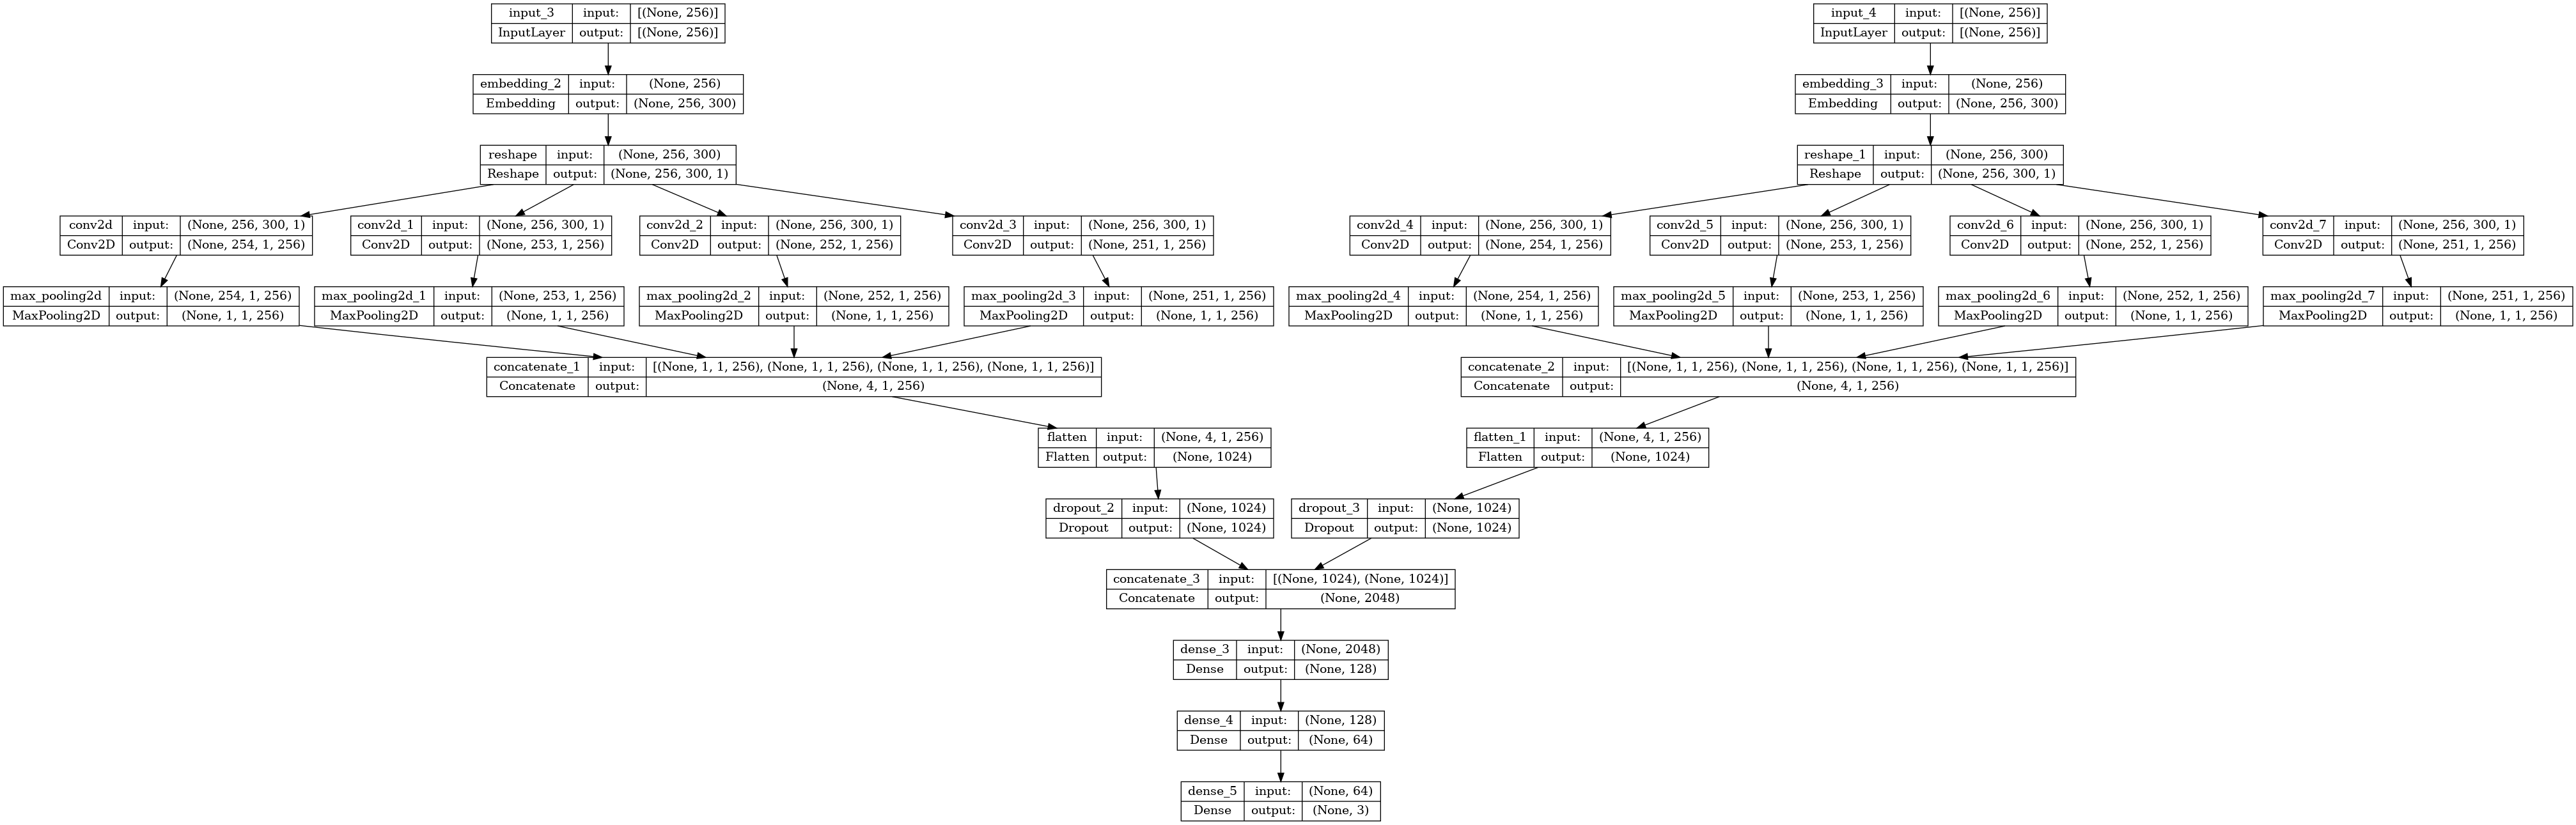 input_3 input: [(None, 256)]
InputLayer output: [(None, 256)]
input_4 input: [(None, 256)]
InputLayer output: [(None, 256)]
embedding_2 input: (None, 256)
Embedding output: (None, 256, 300)
embedding_3 input: (None, 256)
Embedding output: (None, 256, 300)
reshape input: (None, 256, 300)
Reshape output: (None, 256, 300, 1)
reshape_1 input: (None, 256, 300)
Reshape output: (None, 256, 300, 1)
conv2d input: (None, 256, 300, 1)
Conv2D output: (None, 254, 1, 256)
conv2d_1 input: (None, 256, 300, 1)
Conv2D output: (None, 253, 1, 256)
conv2d_2 input: (None, 256, 300, 1)
Conv2D output: (None, 252, 1, 256)
conv2d_3 input: (None, 256, 300, 1)
Conv2D output: (None, 251, 1, 256)
conv2d_4 input: (None, 256, 300, 1)
Conv2D output: (None, 254, 1, 256)
conv2d_5 input: (None, 256, 300, 1)
Conv2D output: (None, 253, 1, 256)
conv2d_6 input: (None, 256, 300, 1)
Conv2D output: (None, 252, 1, 256)
conv2d_7 input: (None, 256, 300, 1)
Conv2D output: (None, 251, 1, 256)
max_pooling2d input: (None, 254, 1, 256)
MaxPooling2D output: (None, 1, 1, 256)
max_pooling2d_1 input: (None, 253, 1, 256)
MaxPooling2D output: (None, 1, 1, 256)
max_pooling2d_2 input: (None, 252, 1, 256)
MaxPooling2D output: (None, 1, 1, 256)
max_pooling2d_3 input: (None, 251, 1, 256)
MaxPooling2D output: (None, 1, 1, 256)
max_pooling2d_4 input: (None, 254, 1, 256)
MaxPooling2D output: (None, 1, 1, 256)
max_pooling2d_5 input: (None, 253, 1, 256)
MaxPooling2D output: (None, 1, 1, 256)
max_pooling2d_6 input: (None, 252, 1, 256)
MaxPooling2D output: (None, 1, 1, 256)
max_pooling2d_7 input: (None, 251, 1, 256)
MaxPooling2D output: (None, 1, 1, 256)
concatenate_1 input: [(None, 1, 1, 256), (None, 1, 1, 256), (None, 1, 1, 256), (None, 1, 1, 256)]
Concatenate output: (None, 4, 1, 256)
concatenate_2 input: [(None, 1, 1, 256), (None, 1, 1, 256), (None, 1, 1, 256), (None, 1, 1, 256)]
Concatenate output: (None, 4, 1, 256)
flatten input: (None, 4, 1, 256)
Flatten output: (None, 1024)
flatten_1 input: (None, 4, 1, 256)
Flatten output: (None, 1024)
dropout_2 input: (None, 1024)
Dropout output: (None, 1024)
dropout_3 input: (None, 1024)
Dropout output: (None, 1024)
concatenate_3 input: [(None, 1024), (None, 1024)]
Concatenate output: (None, 2048)
dense_3 input: (None, 2048)
Dense output: (None, 128)
dense_4 input: (None, 128)
Dense output: (None, 64)
dense_5 input: (None, 64)
Dense output: (None, 3)